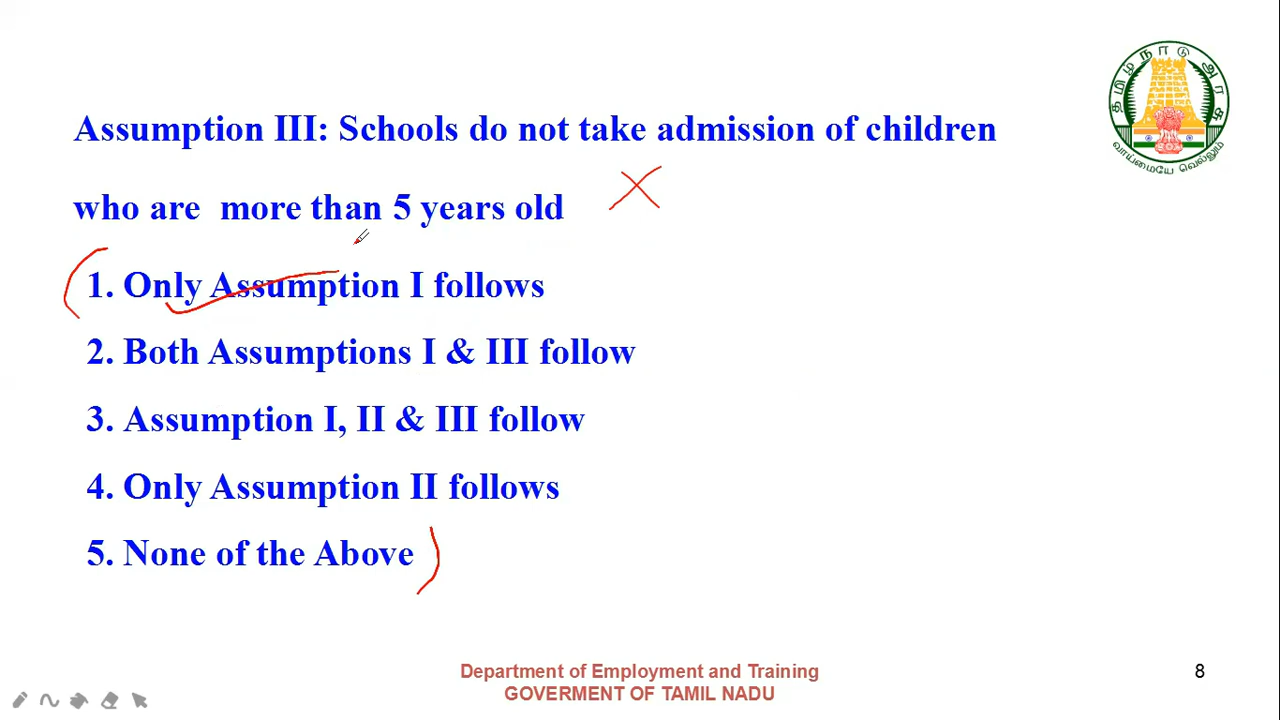 தமிழ்நாடு அரசு
வாய்மையே வெல்லும்
Assumption III: Schools do not take admission of children
who are more than 5 years old
1. Only Assumption I follows
2. Both Assumptions I & III follow
3. Assumption I, II & III follow
4. Only Assumption II follows
5. None of the Above
Department of Employment and Training
GOVERMENT OF TAMIL NADU
8